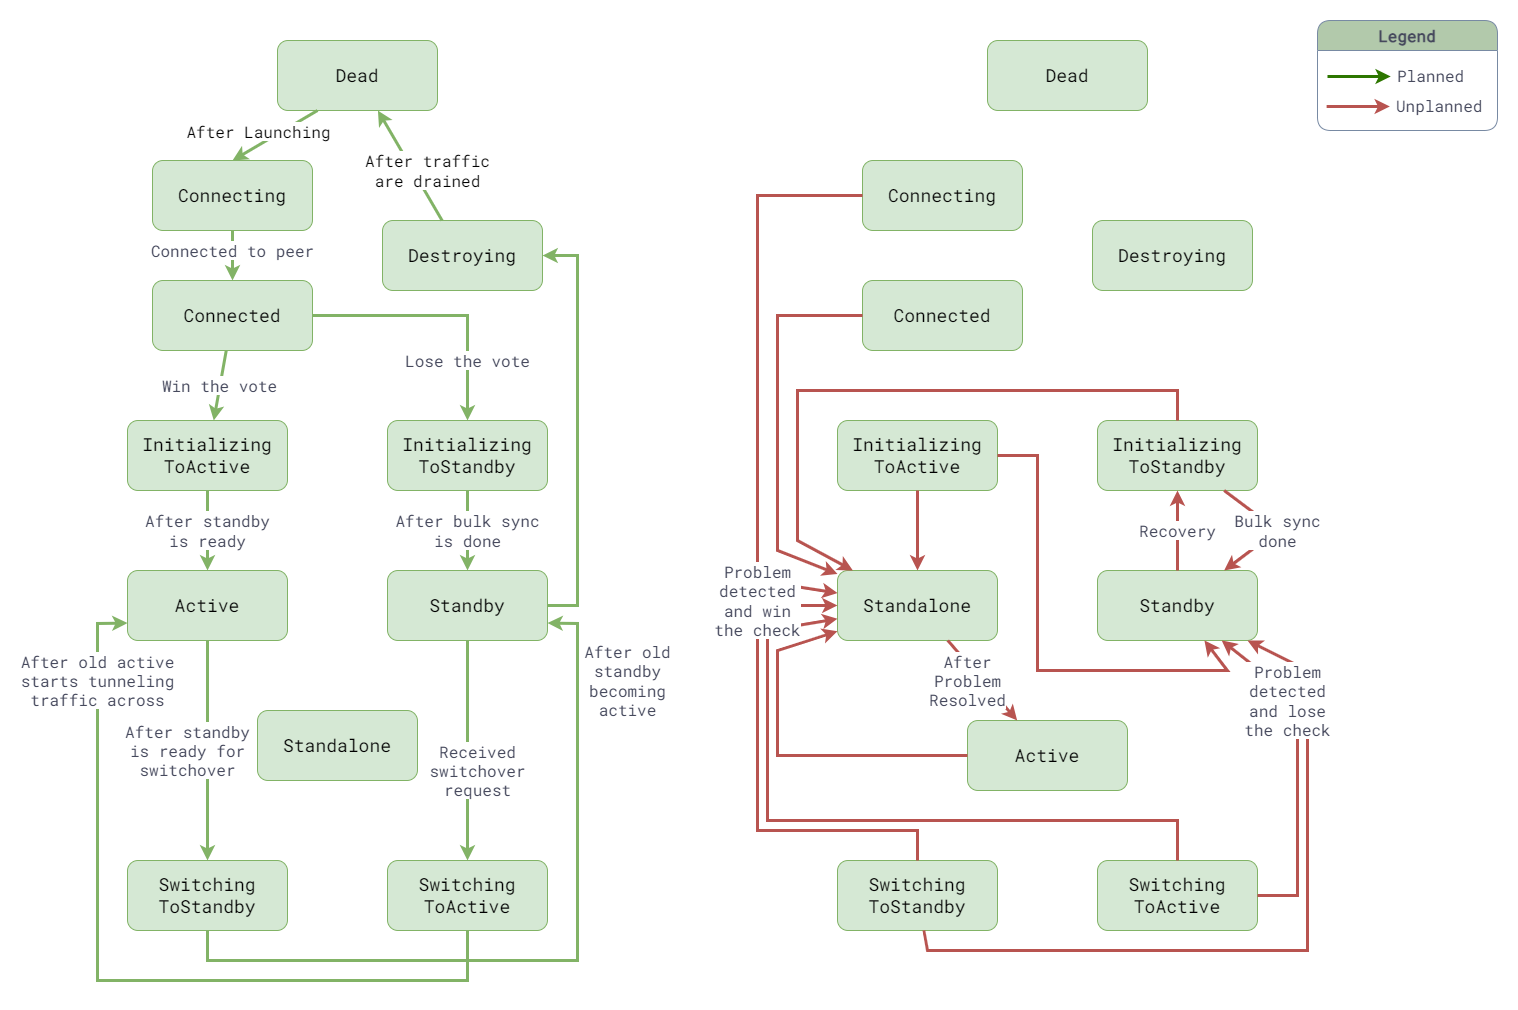 Dead
After Launching
After traffic
are drained
Connecting
Connected to peer
Destroying
Connected
Lose the vote
Win the vote
Initializing
ToActive
Initializing
ToStandby
After standby
is ready
After bulk sync
is done
Active
Standby
After old active
starts tunneling
traffic across
After old
standby
becoming
active
After standby
is ready for
switchover
Standalone
Received
switchover
request
Switching
ToStandby
Switching
ToActive
Dead
Connecting
Destroying
Connected
Initializing
ToActive
Initializing
ToStandby
Recovery
Bulk sync
done
Problem
detected
and win
the check
Standalone
Standby
After
Problem
Resolved
Problem
detected
and lose
the check
Active
Switching
ToStandby
Switching
ToActive
Legend
Planned
Unplanned